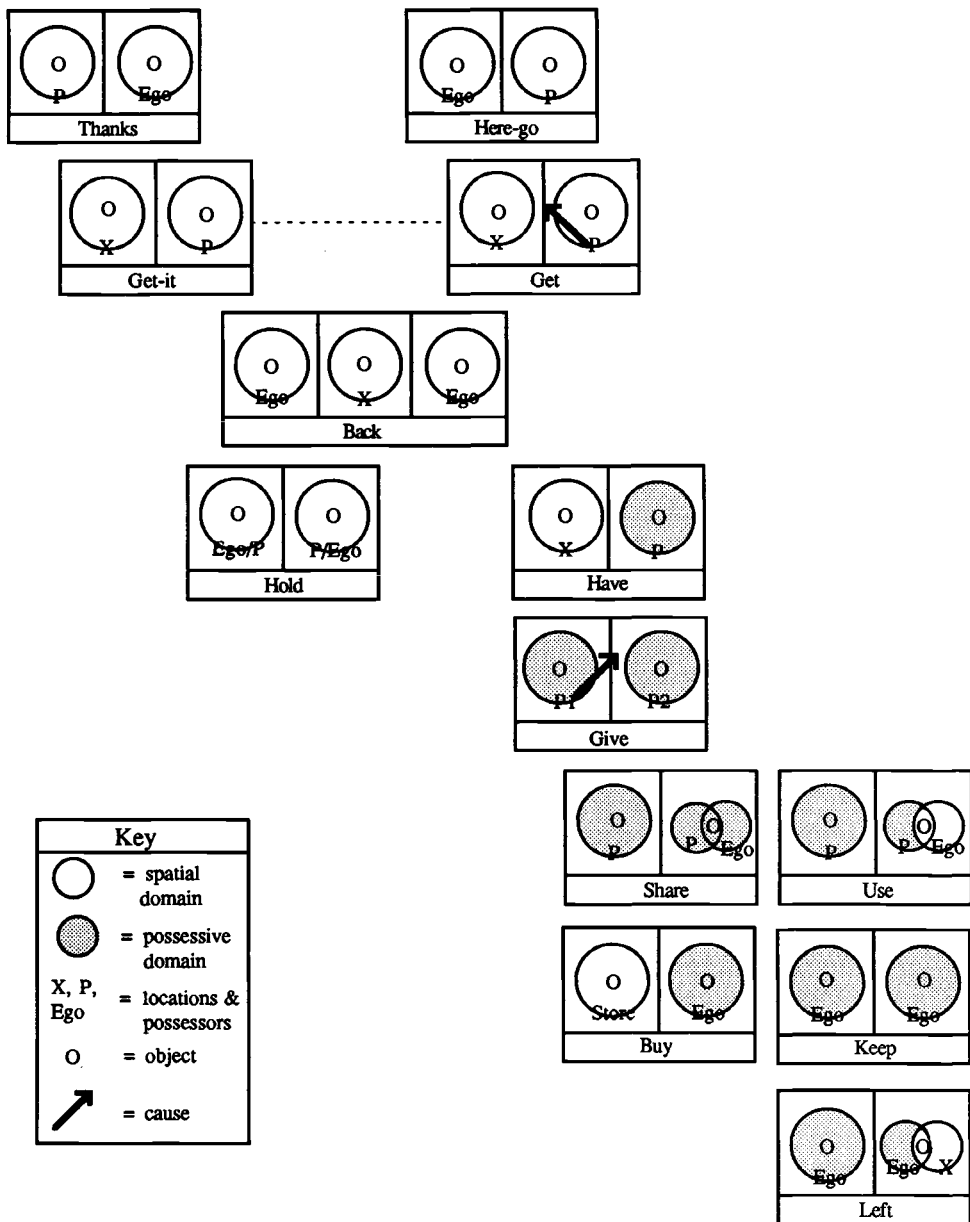 O O O O
P Ego Ego P
Thanks Here-go
O O O O
X P X P
Get-it Get
O O O
Ego X Ego
Back
O O O O
Ego/P P/Ego X P
Hold Have
O O
P1 P2
Give
O O O O
P P Ego P P Ego
Share Use
O O O O
Store Ego Ego Ego
Buy Keep
O O
Ego Ego X
Left
Key
= spatial
domain
= possessive
domain
X, P,
Ego
= locations &
possessors
O = object
= cause